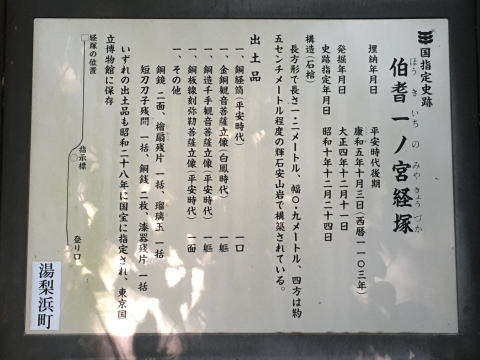 国指定史跡
伯耆一ノ宮経塚
ほうきいちのみやきょうづか
埋納年月日 平安時代後期
康和五年十月三日(西暦一一〇三年)
発掘年月日 大正四年十二月十一日
史跡指定年月日 昭和十年十二月二十四日
構造(石棺)
長方形で長さ一・二メートル、幅〇・九メートル、四方は約
五センチメートル程度の輝石安山岩で構築されている。
出土品
一、銅経筒(平安時代) 一口
一、金銅観音菩薩立像(白鳳時代) 一軀
一、銅造千手観音菩薩立像(平安時代) 一軀
一、銅板線刻弥勒菩薩立像(平安時代) 一面
一、その他
銅鏡 二面、檜扇残片 一括、瑠璃玉 一括
短刀刀子残閃 一括、銅銭 二枚、漆器残片 一括
いずれの出土品も昭和二十八年に国宝に指定され、東京国
立博物館に保存
経塚の位置
指示標
登り口
湯梨浜町